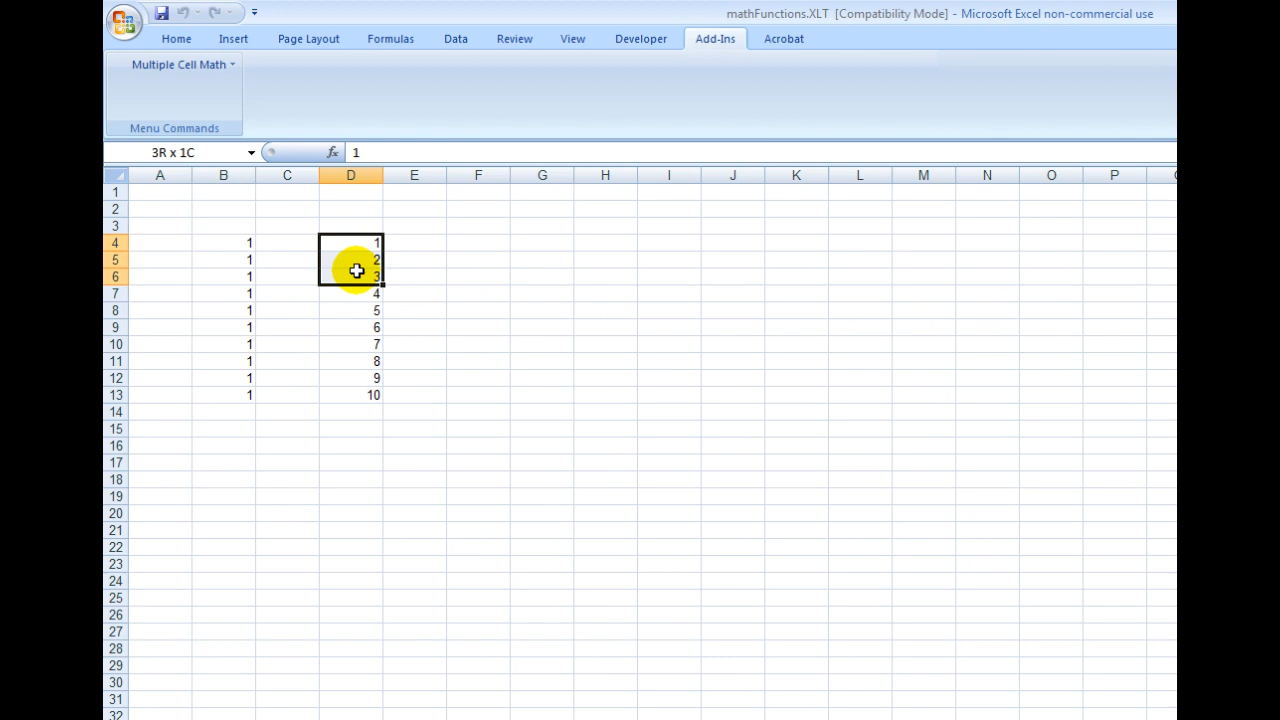 mathFunctions.xlT [Compatibility Mode] - Microsoft Excel non-commercial use
Home Insert Page Layout Formulas Data Review View Developer Add-Ins Acrobat
Multiple Cell Math
Menu Commands
3R x 1C fx 1
A B C D E F G H I J K L M N O P
1
2
3
4 1 1
5 1 2
6 1 3
7 1 4
8 1 5
9 1 6
10 1 7
11 1 8
12 1 9
13 1 10
14
15
16
17
18
19
20
21
22
23
24
25
26
27
28
29
30
31
32